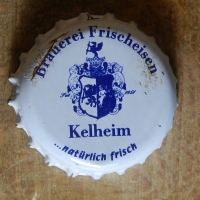 Brauerei Frischeisen
Kelheim
...natürlich frisch